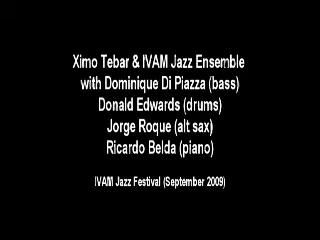 Ximo Tebar & IVAM Jazz Ensemble
with Dominique Di Piazza (bass)
Donald Edwards (drums)
Jorge Roque (alt sax)
Ricardo Belda (piano)
IVAM Jazz Festival (September 2009)